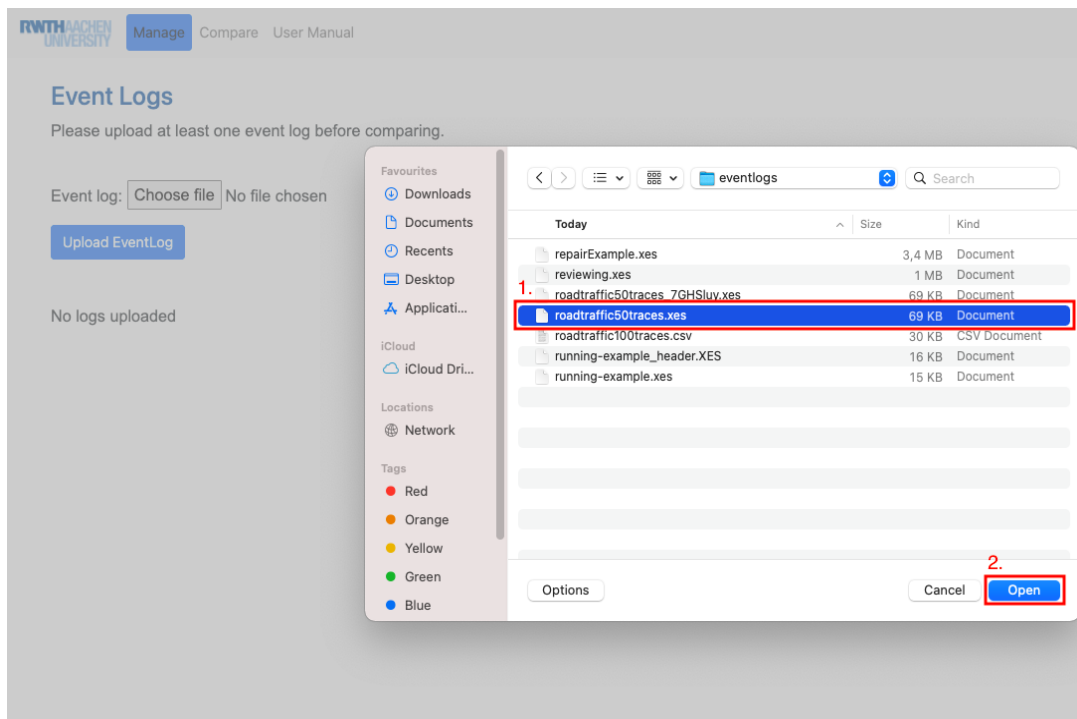 RWTH AACHEN UNIVERSITY Manage Compare User Manual
Event Logs
Please upload at least one event log before comparing.
Event log: Choose file No file chosen
Upload EventLog
No logs uploaded
Favourites
Downloads
Documents
Recents
Desktop
Applicati...
iCloud
iCloud Dri...
Locations
Network
Tags
Red
Orange
Yellow
Green
Blue
eventlogs Search
Today Size Kind
repairExample.xes 3,4 MB Document
reviewing.xes 1 MB Document
roadtraffic50traces_7GHSluy.xes 69 KB Document
1. roadtraffic50traces.xes 69 KB Document
roadtraffic100traces.csv 30 KB CSV Document
running-example_header.XES 16 KB Document
running-example.xes 15 KB Document
2.
Options Cancel Open